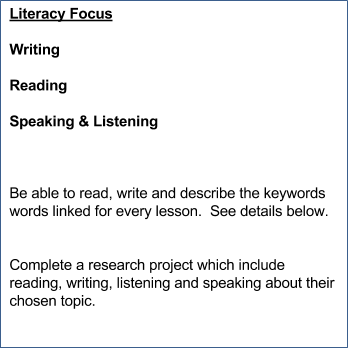 Literacy Focus
Writing
Reading
Speaking & Listening
Be able to read, write and describe the keywords
words linked for every lesson.  See details below.
Complete a research project which include
reading, writing, listening and speaking about their
chosen topic.